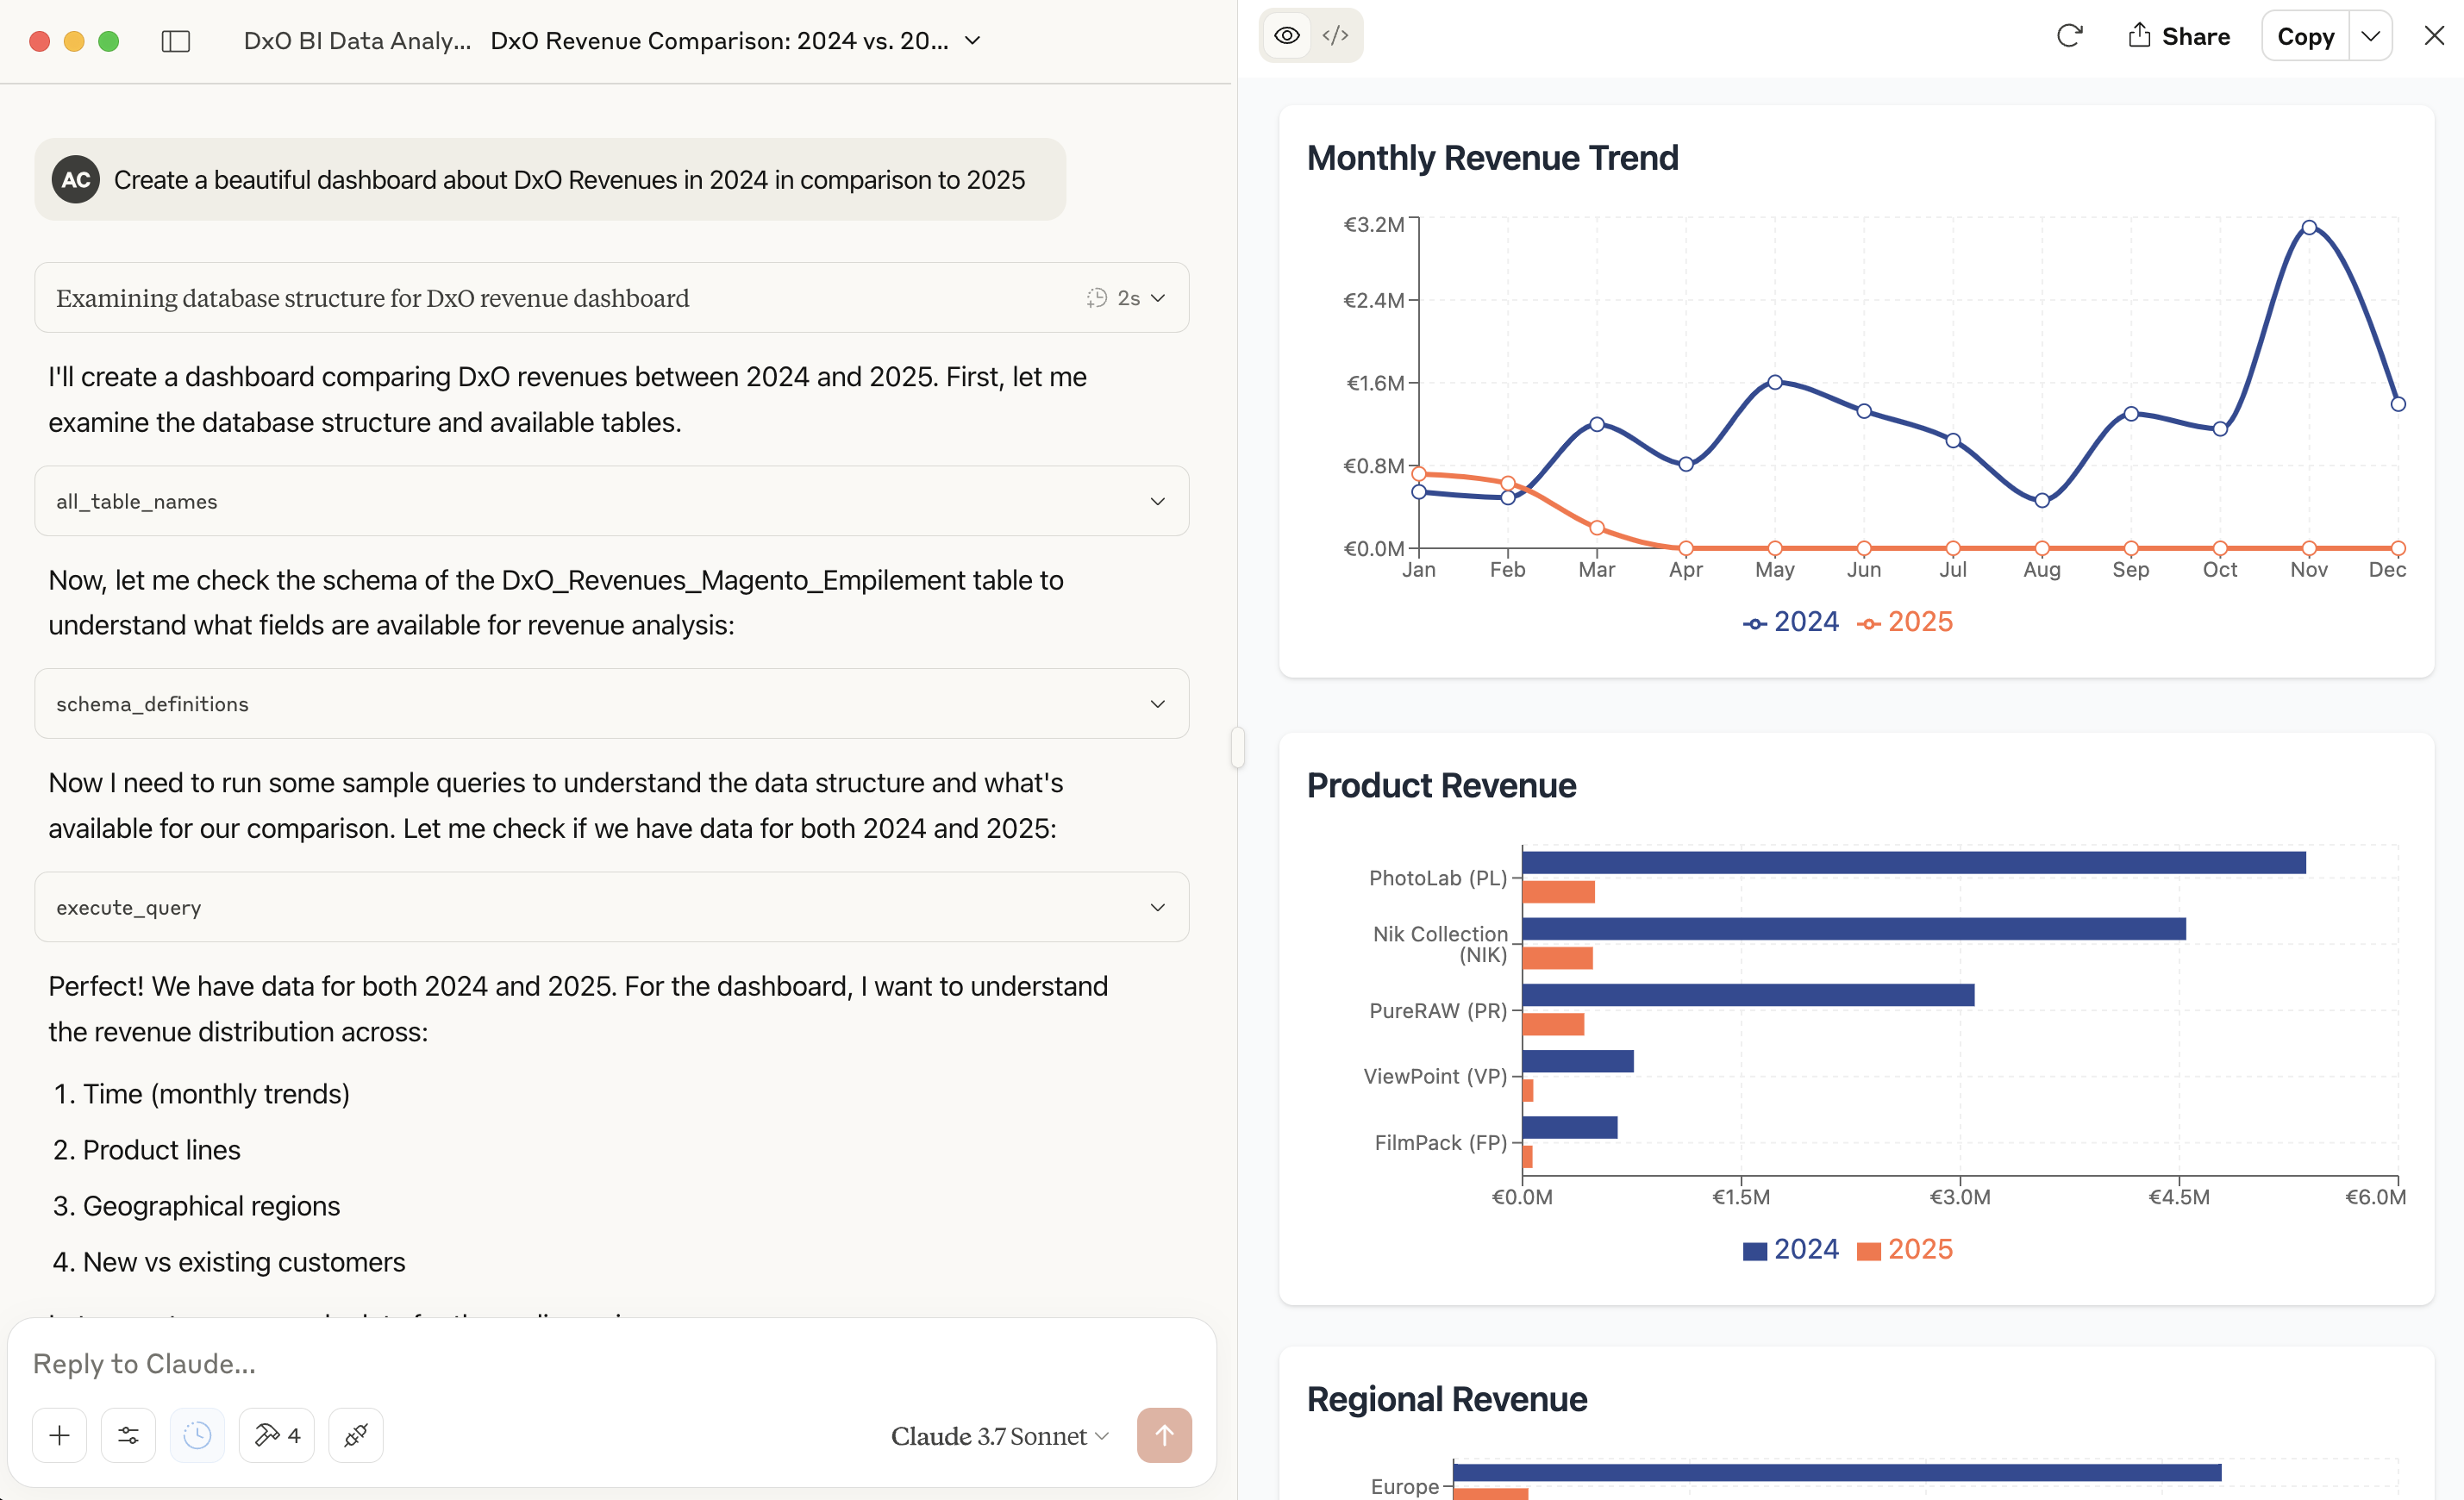 DxO BI Data Analy...
DxO Revenue Comparison: 2024 vs. 20...
AC
Create a beautiful dashboard about DxO Revenues in 2024 in comparison to 2025
Examining database structure for DxO revenue dashboard
2s
I'll create a dashboard comparing DxO revenues between 2024 and 2025. First, let me
examine the database structure and available tables.
all_table_names
Now, let me check the schema of the DxO_Revenues_Magento_Empilement table to
understand what fields are available for revenue analysis:
schema_definitions
Now I need to run some sample queries to understand the data structure and what's
available for our comparison. Let me check if we have data for both 2024 and 2025:
execute_query
Perfect! We have data for both 2024 and 2025. For the dashboard, I want to understand
the revenue distribution across:
1. Time (monthly trends)
2. Product lines
3. Geographical regions
4. New vs existing customers
Reply to Claude...
4
Claude 3.7 Sonnet
</>
Share
Copy
Monthly Revenue Trend
€3.2M
€2.4M
€1.6M
€0.8M
€0.0M
Jan
Feb
Mar
Apr
May
Jun
Jul
Aug
Sep
Oct
Nov
Dec
2024
2025
Product Revenue
PhotoLab (PL)
Nik Collection
(NIK)
PureRAW (PR)
ViewPoint (VP)
FilmPack (FP)
€0.0M
€1.5M
€3.0M
€4.5M
€6.0M
2024
2025
Regional Revenue
Europe